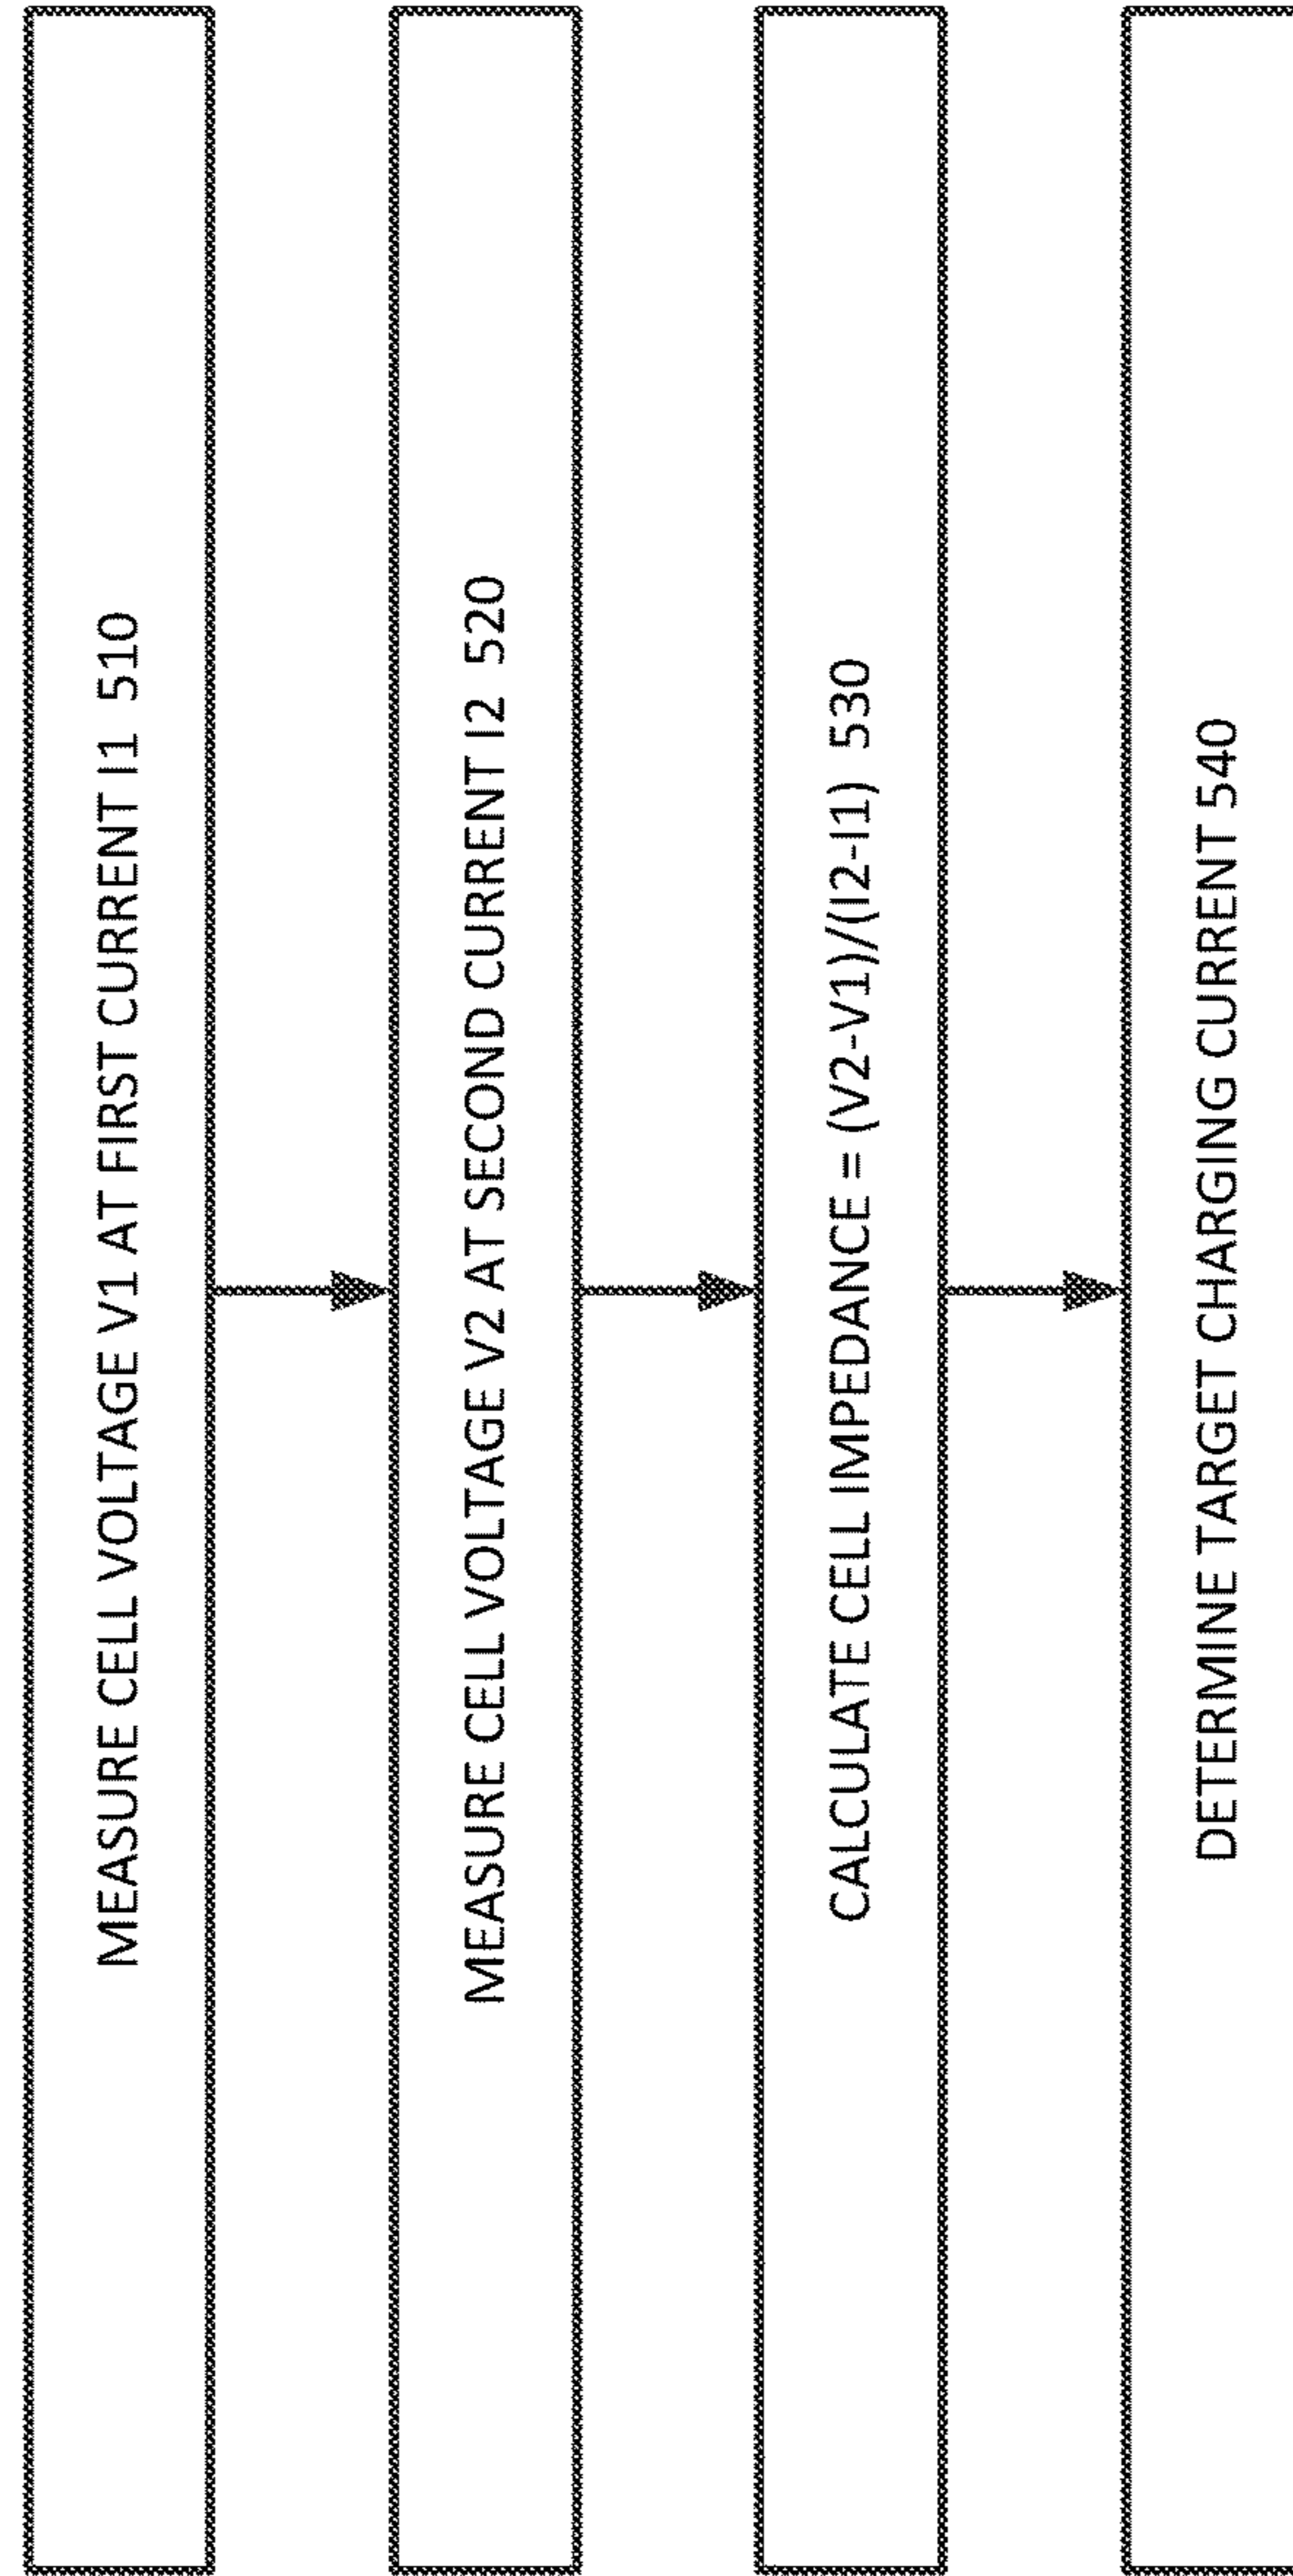 MEASURE CELL VOLTAGE V1 AT FIRST CURRENT I1 510
MEASURE CELL VOLTAGE V2 AT SECOND CURRENT I2 520
CALCULATE CELL IMPEDANCE = (V2-V1)/(I2-I1) 530
DETERMINE TARGET CHARGING CURRENT 540